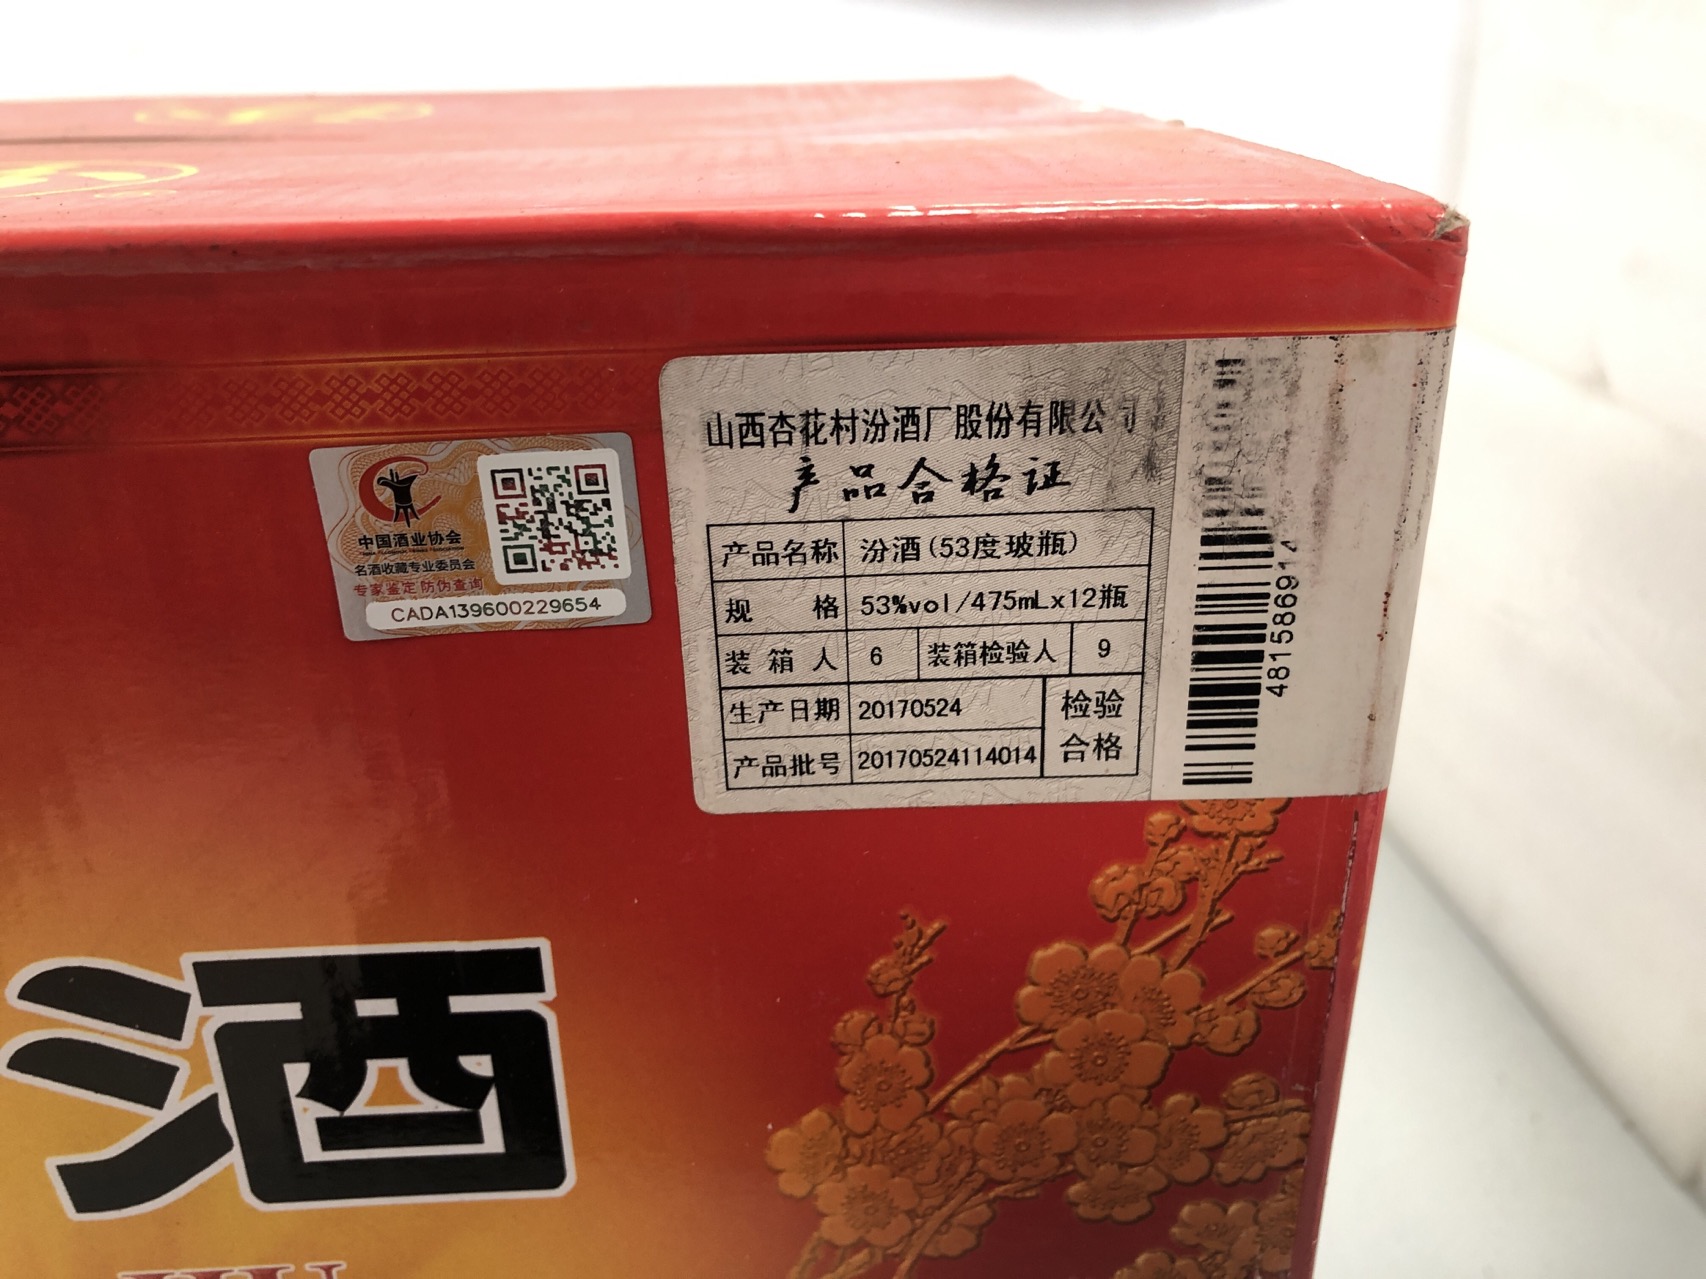 中国酒业协会
名酒收藏专业委员会
专家鉴定防伪查询
CADA139600229654
山西杏花村汾酒厂股份有限公司
产品合格证
产品名称 汾酒(53度玻瓶)
规 格 53%vol/475mLx12瓶
装箱人 6 装箱检验人 9
生产日期 20170524
产品批号 20170524114014
检验
合格
酒